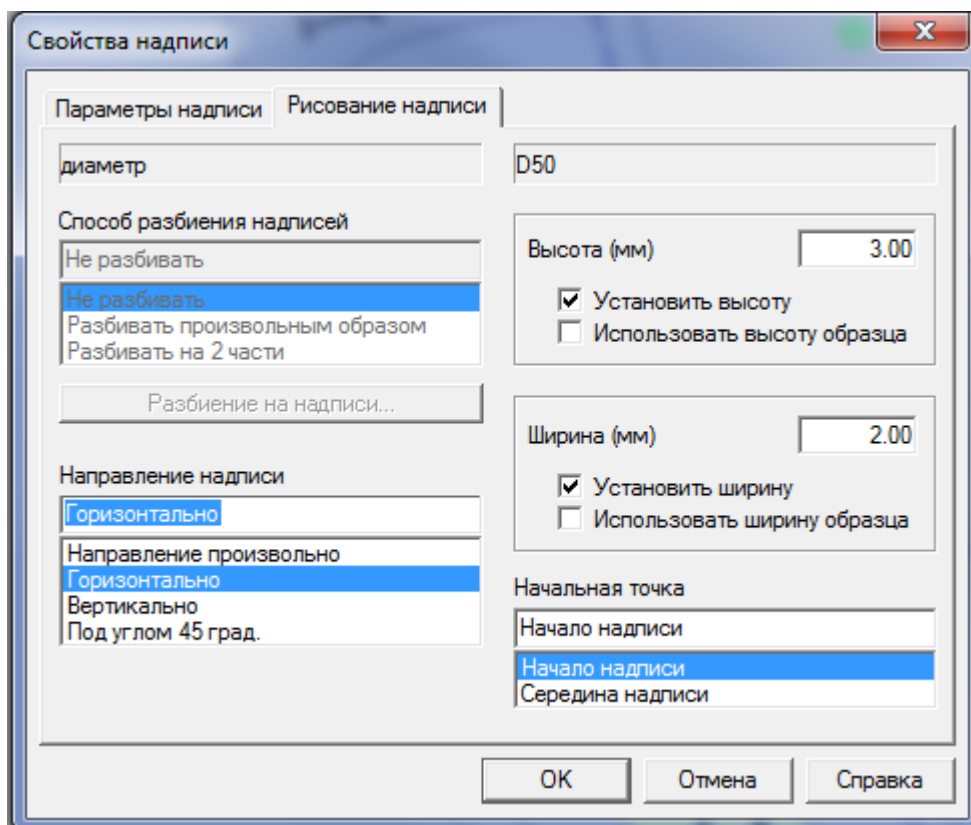 Свойства надписи
Параметры надписи
Рисование надписи
диаметр
D50
Способ разбиения надписей
Не разбивать
Не разбивать
Разбивать произвольным образом
Разбивать на 2 части
Разбиение на надписи...
Направление надписи
Горизонтально
Направление произвольно
Горизонтально
Вертикально
Под углом 45 град.
Высота (мм)
3.00
Установить высоту
Использовать высоту образца
Ширина (мм)
2.00
Установить ширину
Использовать ширину образца
Начальная точка
Начало надписи
Начало надписи
Середина надписи
OK
Отмена
Справка